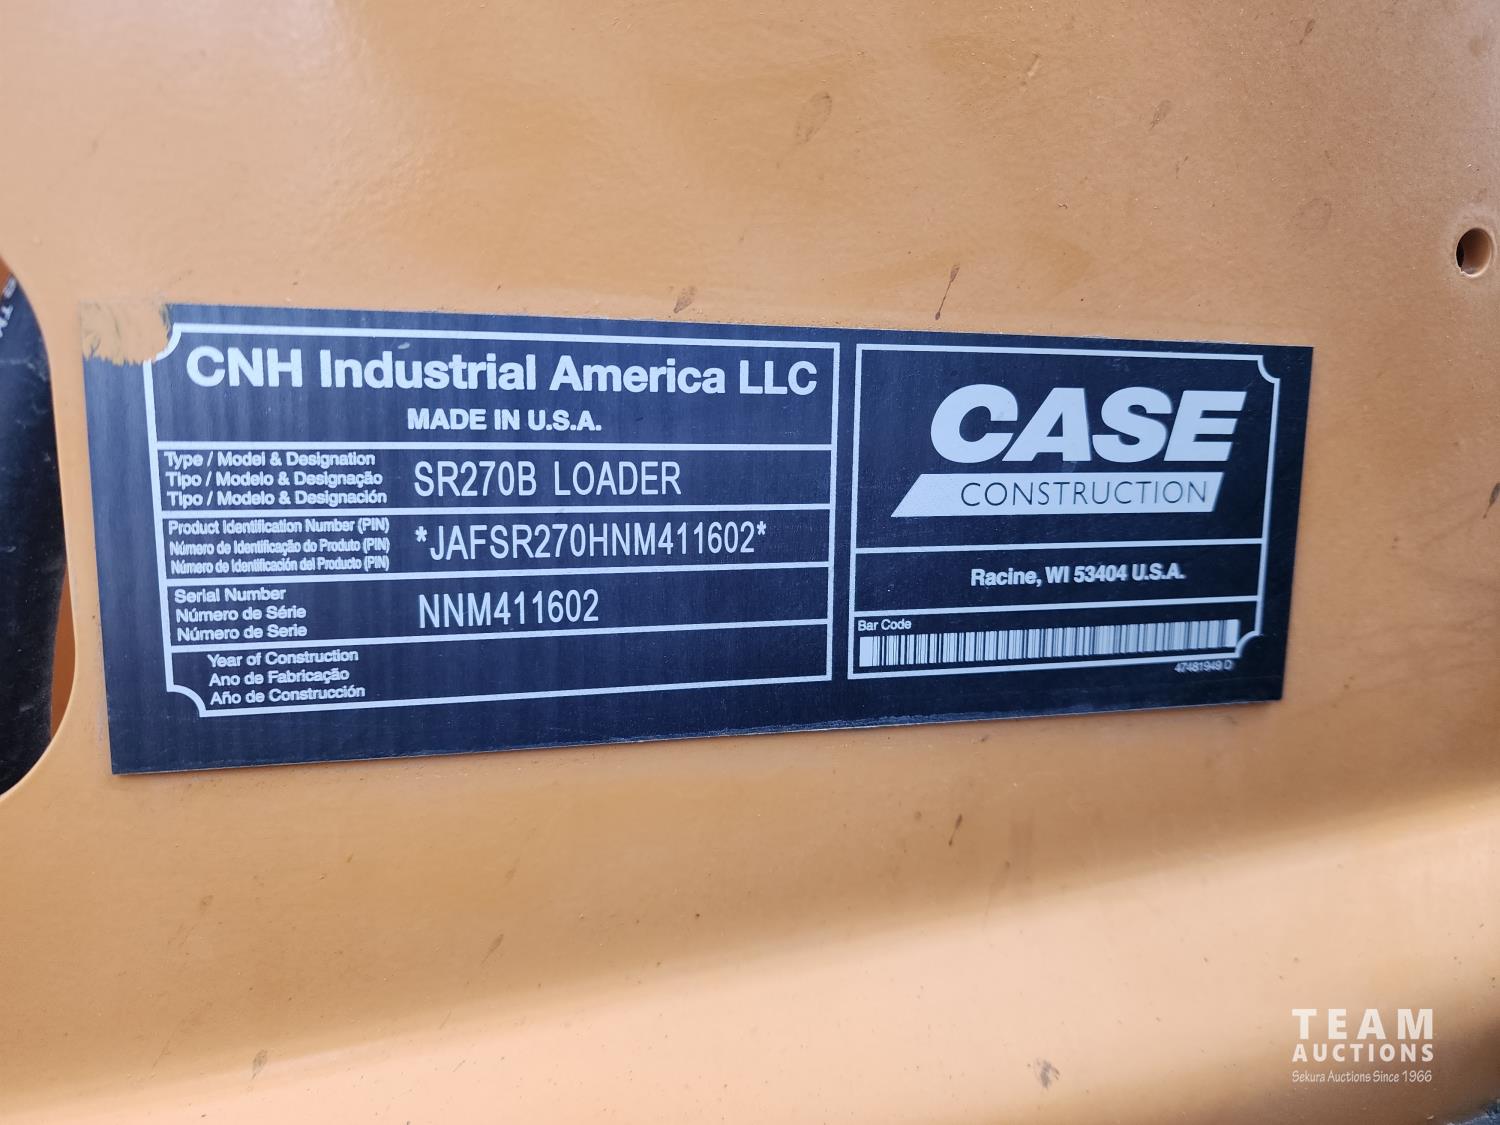 CNH Industrial America LLC
MADE IN U.S.A.
Type / Model & Designation
Tipo / Modelo & Designação
Tipo / Modelo & Designación
SR270B LOADER
Product Identification Number (PIN)
Número de Identificação do Produto (PIN)
Número de Identificación del Producto (PIN)
*JAFSR270HNM411602*
Serial Number
Número de Série
Número de Serie
NNM411602
Year of Construction
Ano de Fabricação
Año de Construcción
CASE
CONSTRUCTION
Racine, WI 53404 U.S.A.
Bar Code
47481949 D
TEAM
AUCTIONS
Sekura Auctions Since 1966